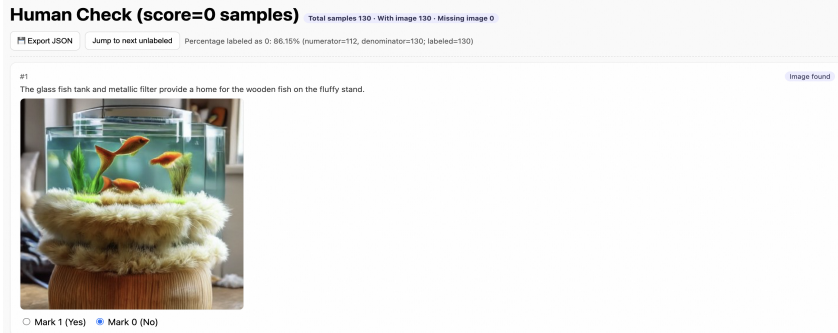 Human Check (score=0 samples) Total samples 130 · With image 130 · Missing image 0
Export JSON Jump to next unlabeled Percentage labeled as 0: 86.15% (numerator=112, denominator=130; labeled=130)
#1 Image found
The glass fish tank and metallic filter provide a home for the wooden fish on the fluffy stand.
Mark 1 (Yes) Mark 0 (No)